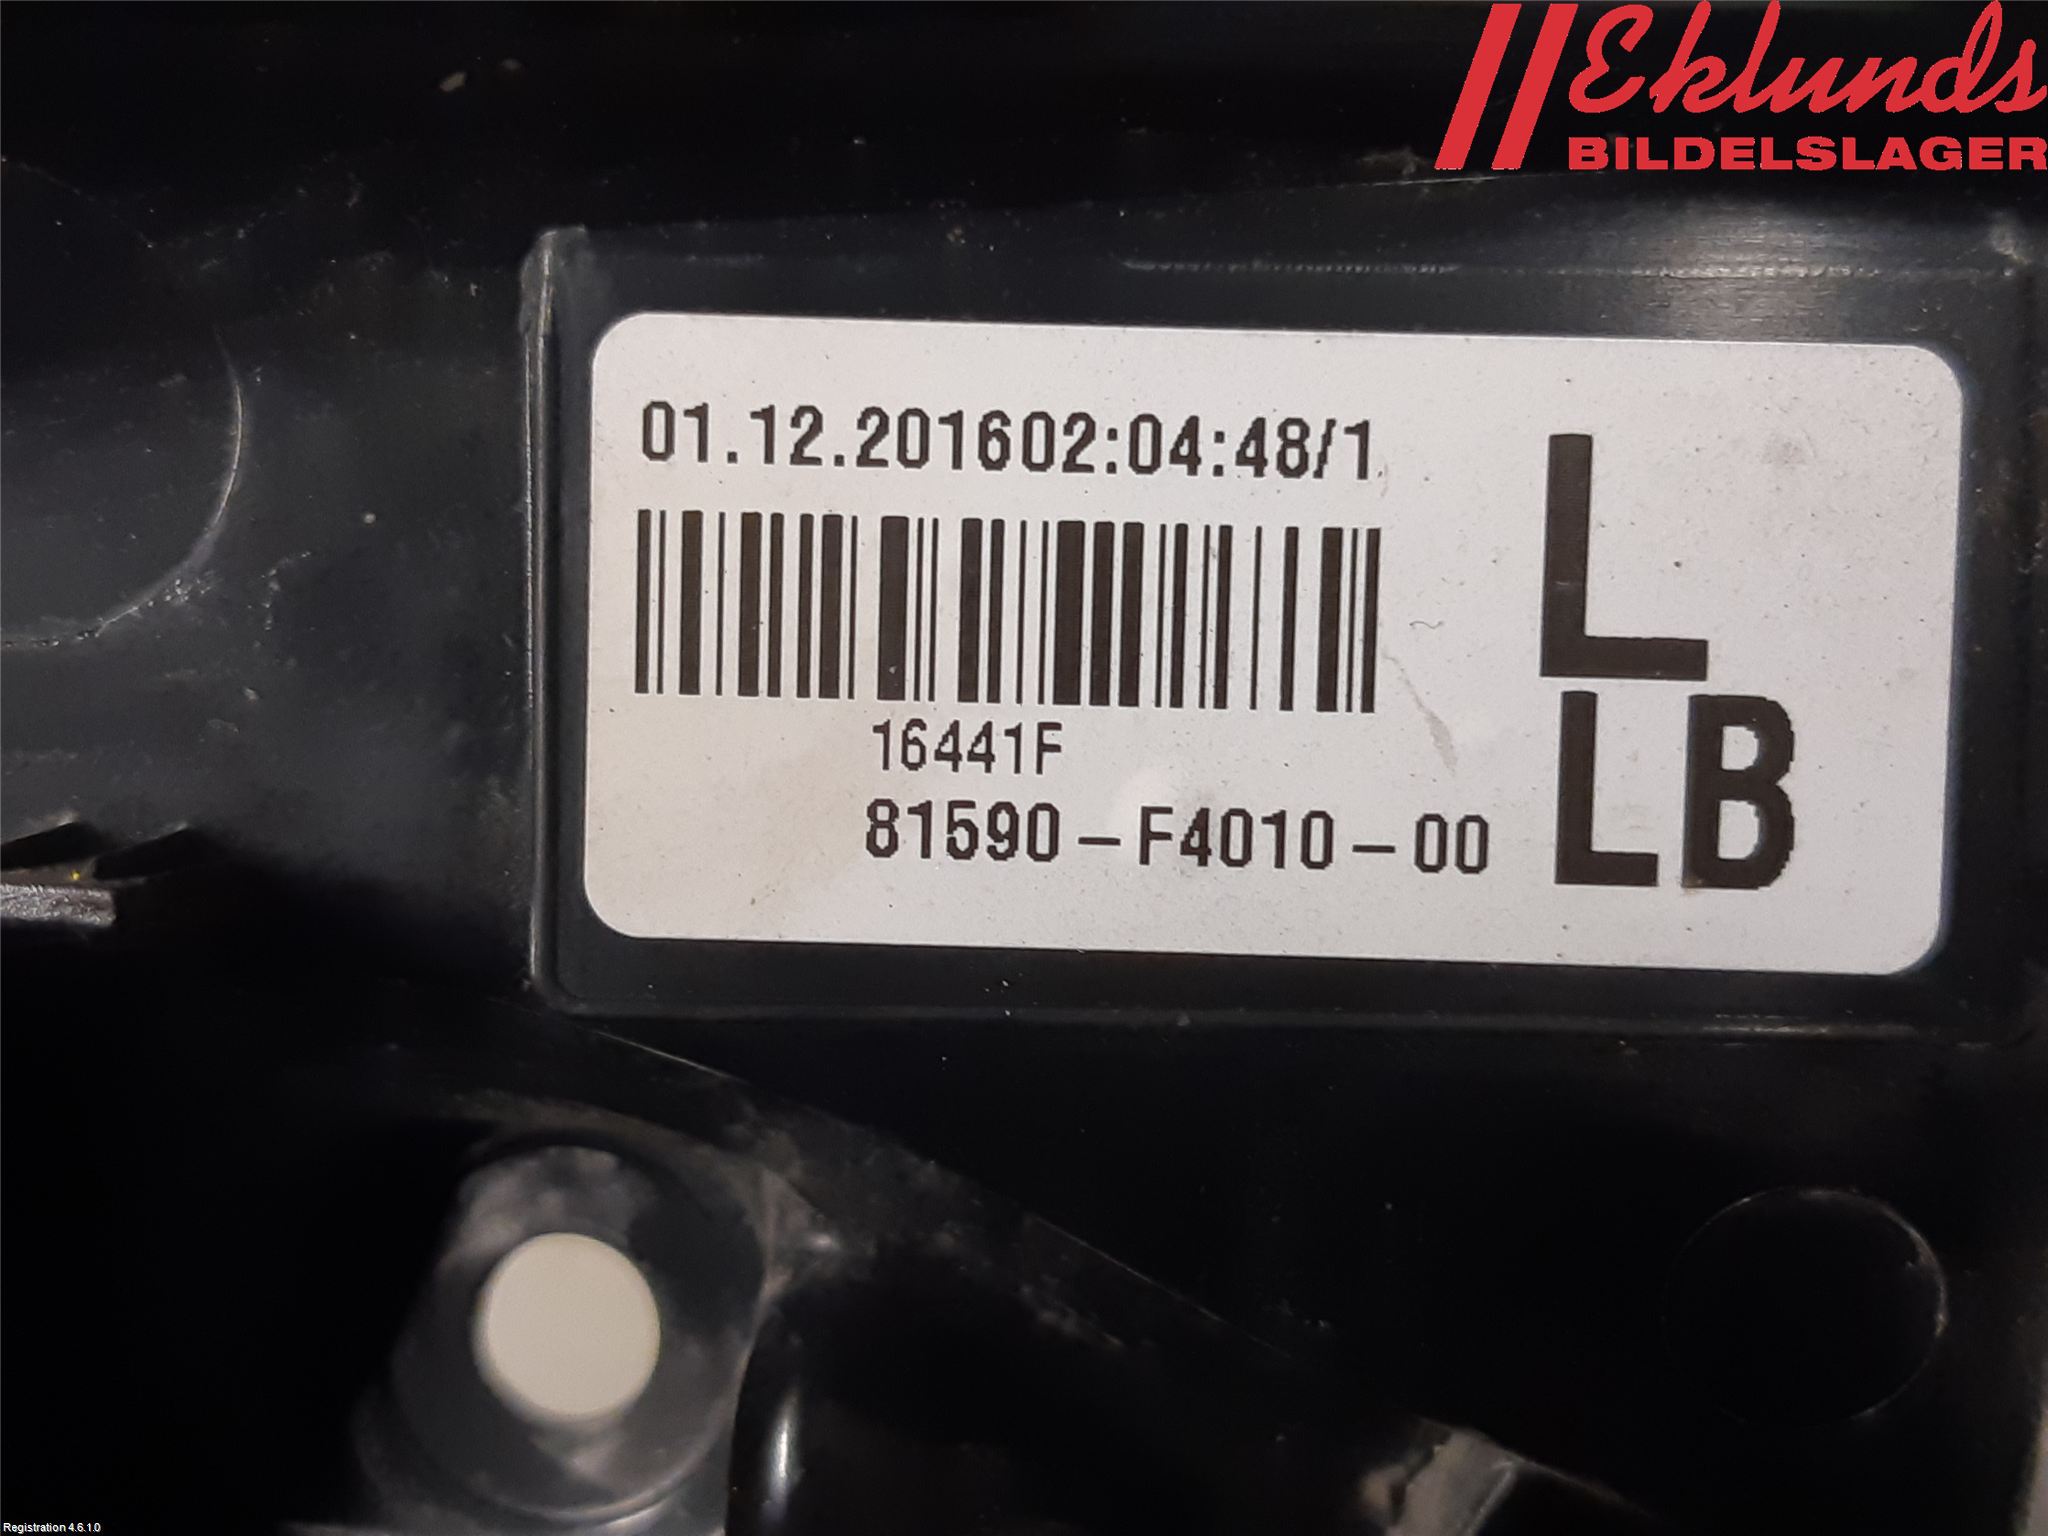 Eklunds
BILDELSLAGER
01.12.201602:04:48/1
L
16441F
81590-F4010-00
LB
Registration 4.6.1.0